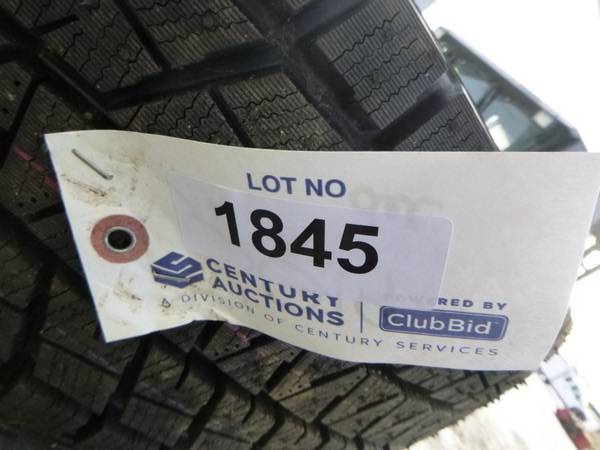 LOT NO
1845
CENTURY
AUCTIONS
A DIVISION OF CENTURY SERVICES
POWERED BY
ClubBid